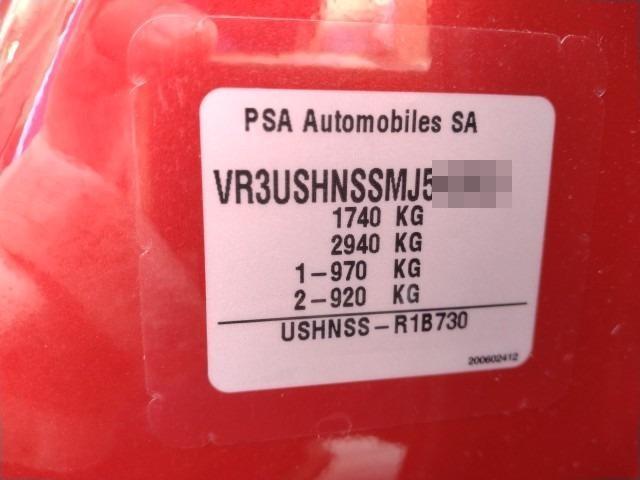 PSA Automobiles SA
VR3USHNSSMJ5
1740 KG
2940 KG
1-970 KG
2-920 KG
USHNSS-R1B730
200602412